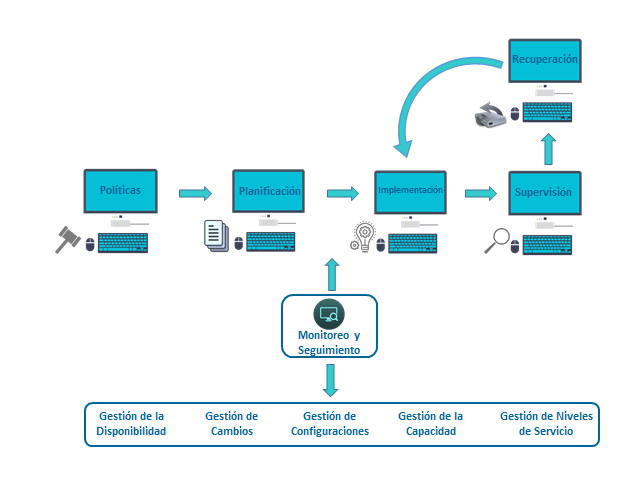 Recuperación
Políticas
Planificación
Implementación
Supervisión
Monitoreo y
Seguimiento
Gestión de la
Disponibilidad
Gestión de
Cambios
Gestión de
Configuraciones
Gestión de la
Capacidad
Gestión de Niveles
de Servicio